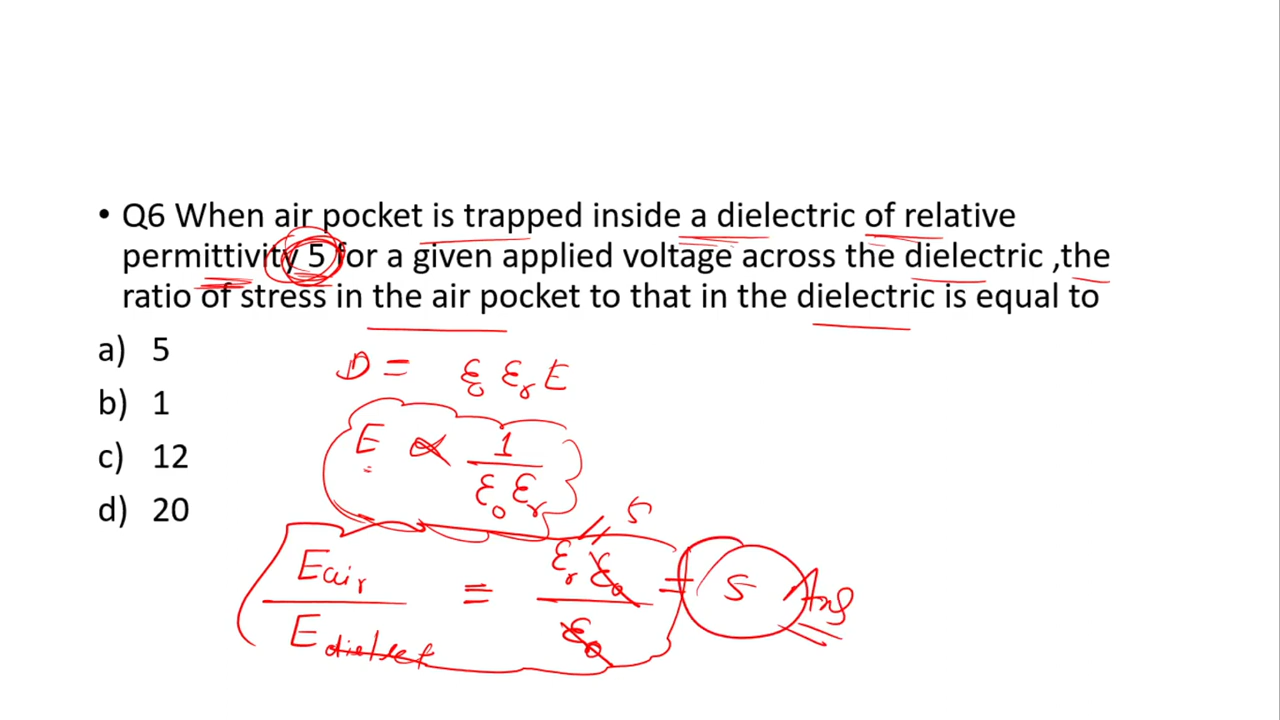 • Q6 When air pocket is trapped inside a dielectric of relative
permittivity 5 for a given applied voltage across the dielectric ,the
ratio of stress in the air pocket to that in the dielectric is equal to
a) 5
b) 1
c) 12
d) 20
D = ε₀ εᵣ E
E ∝ 1 / ε₀ εᵣ
5
Eair / E dielect = εᵣ ε₀ / ε₀ = 5 Ans